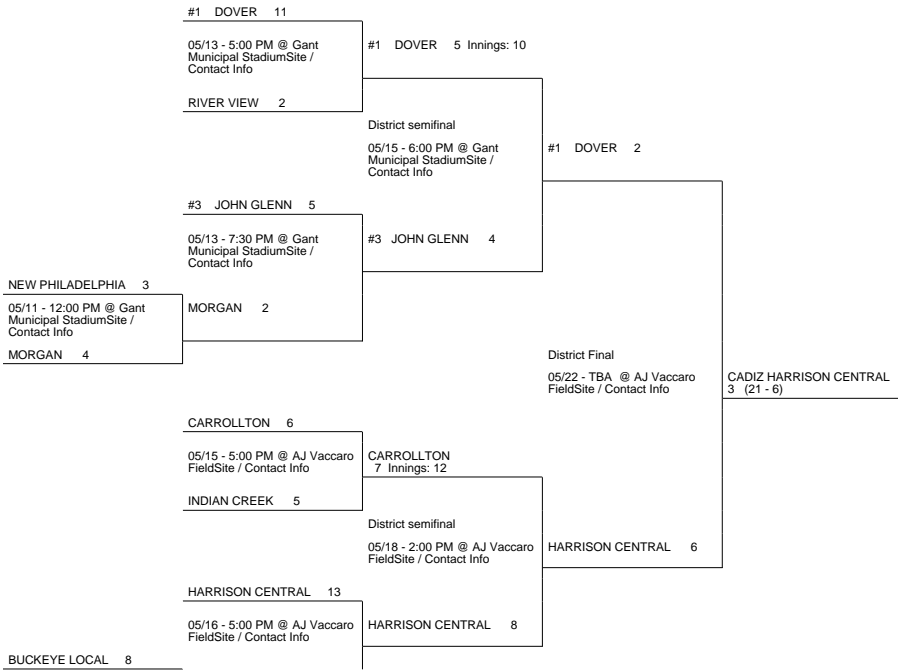 #1 DOVER 11
05/13 - 5:00 PM @ Gant
Municipal StadiumSite /
Contact Info
#1 DOVER 5 Innings: 10
RIVER VIEW 2
District semifinal
05/15 - 6:00 PM @ Gant
Municipal StadiumSite /
Contact Info
#1 DOVER 2
#3 JOHN GLENN 5
05/13 - 7:30 PM @ Gant
Municipal StadiumSite /
Contact Info
#3 JOHN GLENN 4
NEW PHILADELPHIA 3
05/11 - 12:00 PM @ Gant
Municipal StadiumSite /
Contact Info
MORGAN 2
MORGAN 4
District Final
05/22 - TBA @ AJ Vaccaro
FieldSite / Contact Info
CADIZ HARRISON CENTRAL
3 (21 - 6)
CARROLLTON 6
05/15 - 5:00 PM @ AJ Vaccaro
FieldSite / Contact Info
CARROLLTON
7 Innings: 12
INDIAN CREEK 5
District semifinal
05/18 - 2:00 PM @ AJ Vaccaro
FieldSite / Contact Info
HARRISON CENTRAL 6
HARRISON CENTRAL 13
05/16 - 5:00 PM @ AJ Vaccaro
FieldSite / Contact Info
HARRISON CENTRAL 8
BUCKEYE LOCAL 8